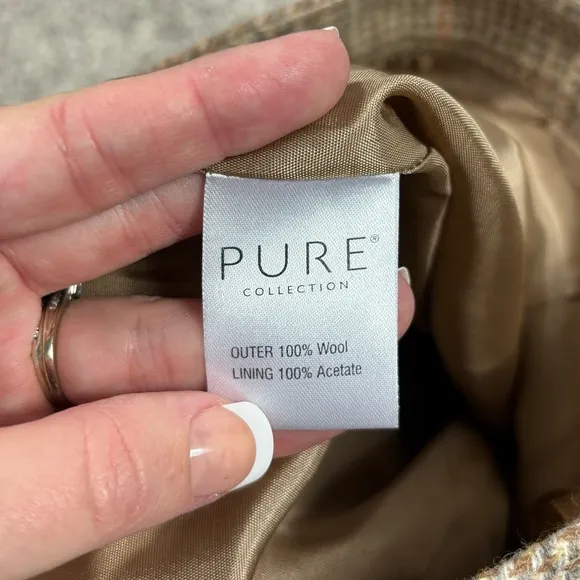 PURE®
COLLECTION
OUTER 100% Wool
LINING 100% Acetate